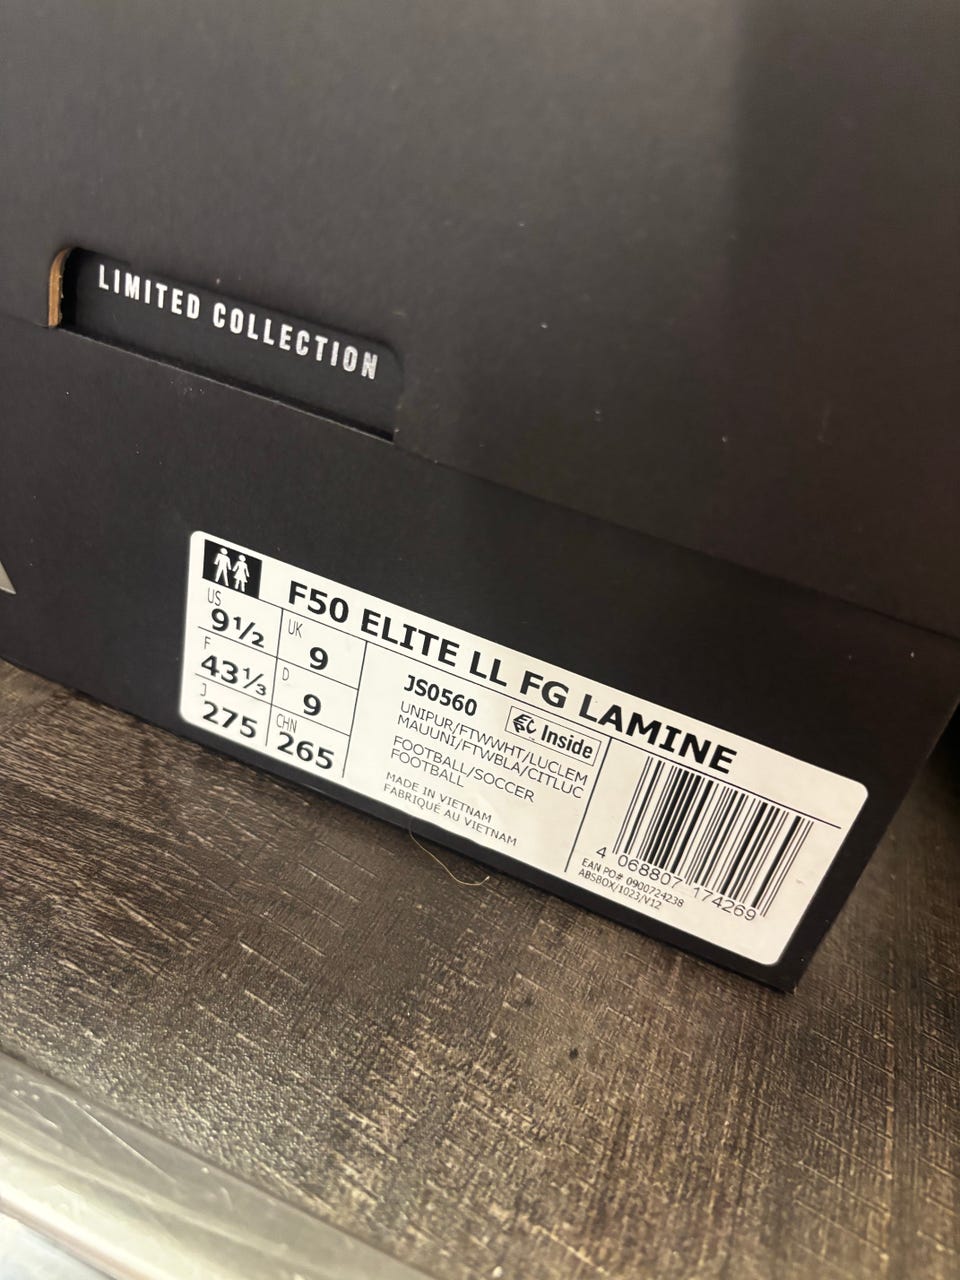 LIMITED COLLECTION
F50 ELITE LL FG LAMINE
US
9½
UK
9
F
43⅓
D
9
J
275
CHN
265
JS0560
EC Inside
UNIPUR/FTWWHT/LUCLEM
MAUUNI/FTWBLA/CITLUC
FOOTBALL/SOCCER
FOOTBALL
MADE IN VIETNAM
FABRIQUÉ AU VIETNAM
4 068807 174269
EAN PO# 0900724238
ABSBOX/1023/V12